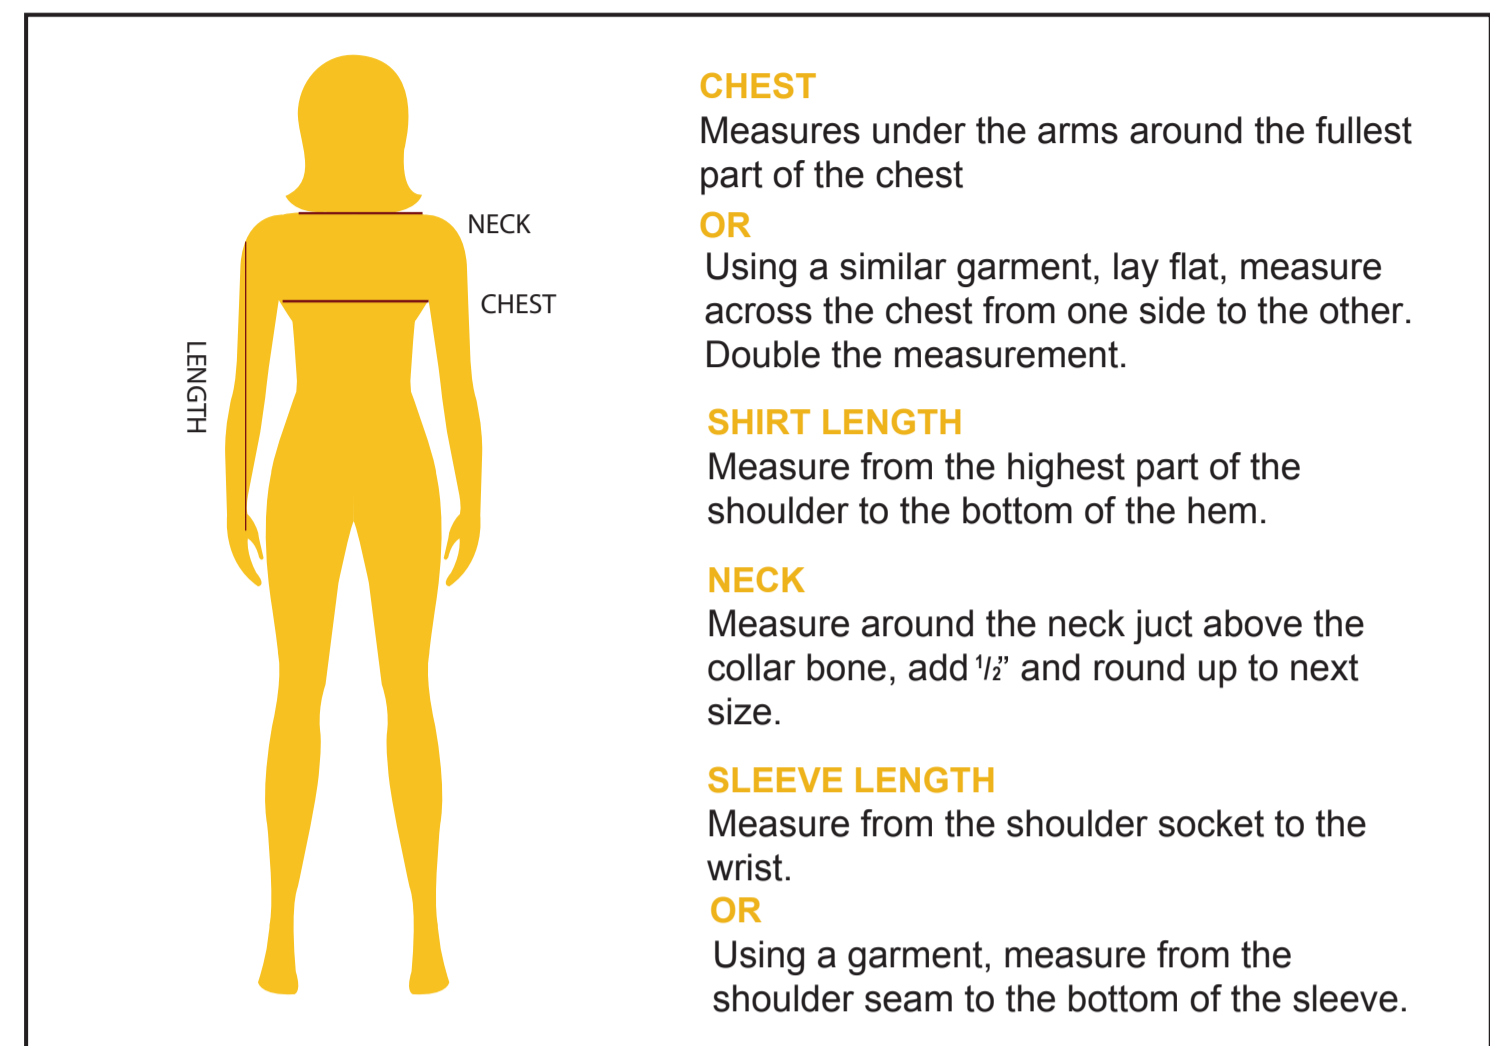 NECK
CHEST
LENGTH
CHEST
Measures under the arms around the fullest
part of the chest
OR
Using a similar garment, lay flat, measure
across the chest from one side to the other.
Double the measurement.
SHIRT LENGTH
Measure from the highest part of the
shoulder to the bottom of the hem.
NECK
Measure around the neck juct above the
collar bone, add 1/2” and round up to next
size.
SLEEVE LENGTH
Measure from the shoulder socket to the
wrist.
OR
Using a garment, measure from the
shoulder seam to the bottom of the sleeve.